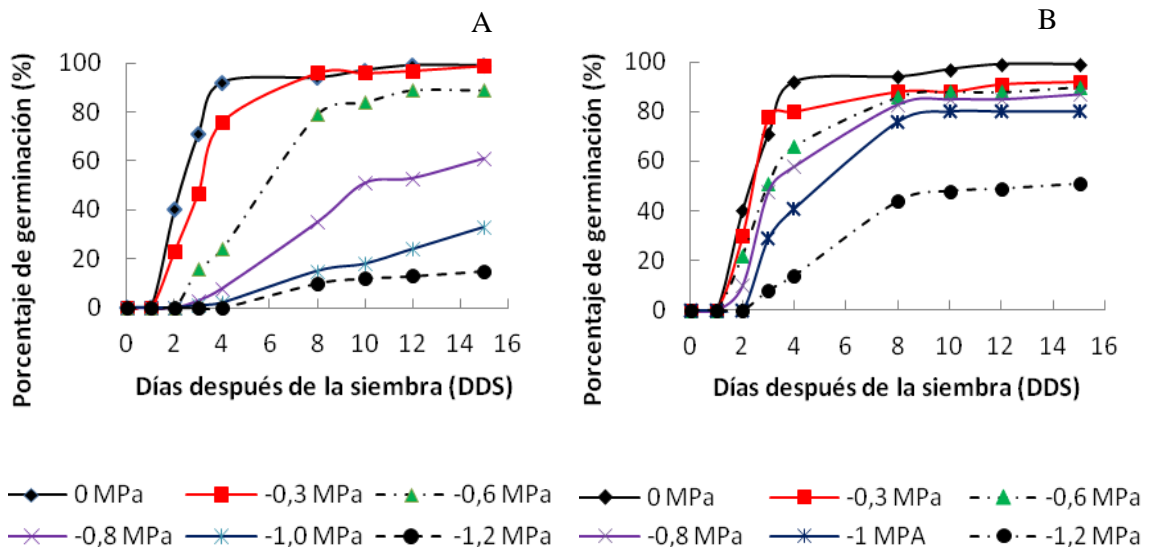 A
Porcentaje de germinación (%)
100
80
60
40
20
0
0 2 4 6 8 10 12 14 16
Días después de la siembra (DDS)
0 MPa -0,3 MPa -0,6 MPa
-0,8 MPa -1,0 MPa -1,2 MPa
B
Porcentaje de germinación (%)
100
80
60
40
20
0
0 2 4 6 8 10 12 14 16
Días después de la siembra (DDS)
0 MPa -0,3 MPa -0,6 MPa
-0,8 MPa -1 MPA -1,2 MPa